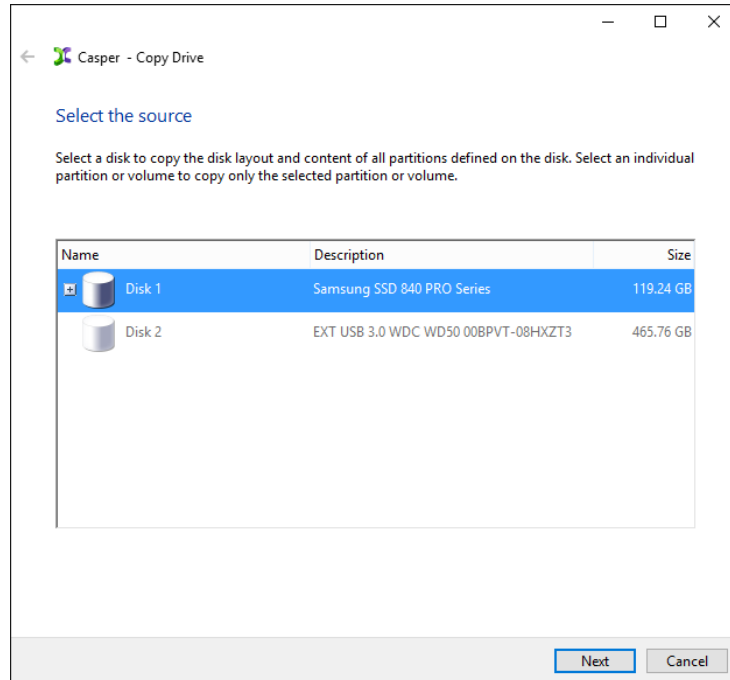 Casper - Copy Drive
Select the source
Select a disk to copy the disk layout and content of all partitions defined on the disk. Select an individual
partition or volume to copy only the selected partition or volume.
Name Description Size
Disk 1 Samsung SSD 840 PRO Series 119.24 GB
Disk 2 EXT USB 3.0 WDC WD50 00BPVT-08HXZT3 465.76 GB
Next Cancel